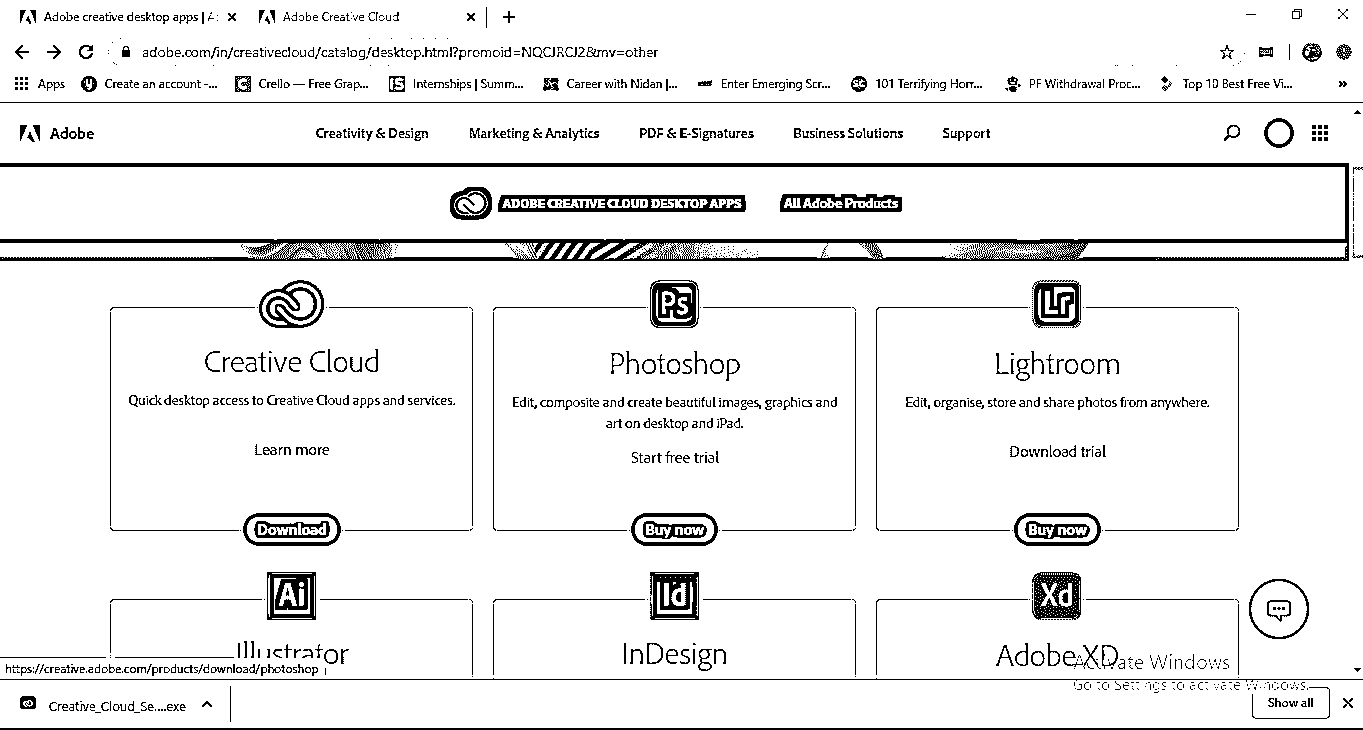 Adobe creative desktop apps | A
Adobe Creative Cloud
adobe.com/in/creativecloud/catalog/desktop.html?promoid=NQCJRCJ2&mv=other
Apps Create an account -... Crello — Free Grap... Internships | Summ... Career with Nidan |... Enter Emerging Scr... 101 Terrifying Horr... PF Withdrawal Proc... Top 10 Best Free Vi... »
Adobe Creativity & Design Marketing & Analytics PDF & E-Signatures Business Solutions Support
ADOBE CREATIVE CLOUD DESKTOP APPS All Adobe Products
Creative Cloud
Quick desktop access to Creative Cloud apps and services.
Learn more
Download
Ps
Photoshop
Edit, composite and create beautiful images, graphics and
art on desktop and iPad.
Start free trial
Buy now
Lr
Lightroom
Edit, organise, store and share photos from anywhere.
Download trial
Buy now
Ai
Illustrator
Id
InDesign
Xd
Adobe XD
https://creative.adobe.com/products/download/photoshop
Activate Windows
Go to Settings to activate Windows.
Creative_Cloud_Se....exe
Show all